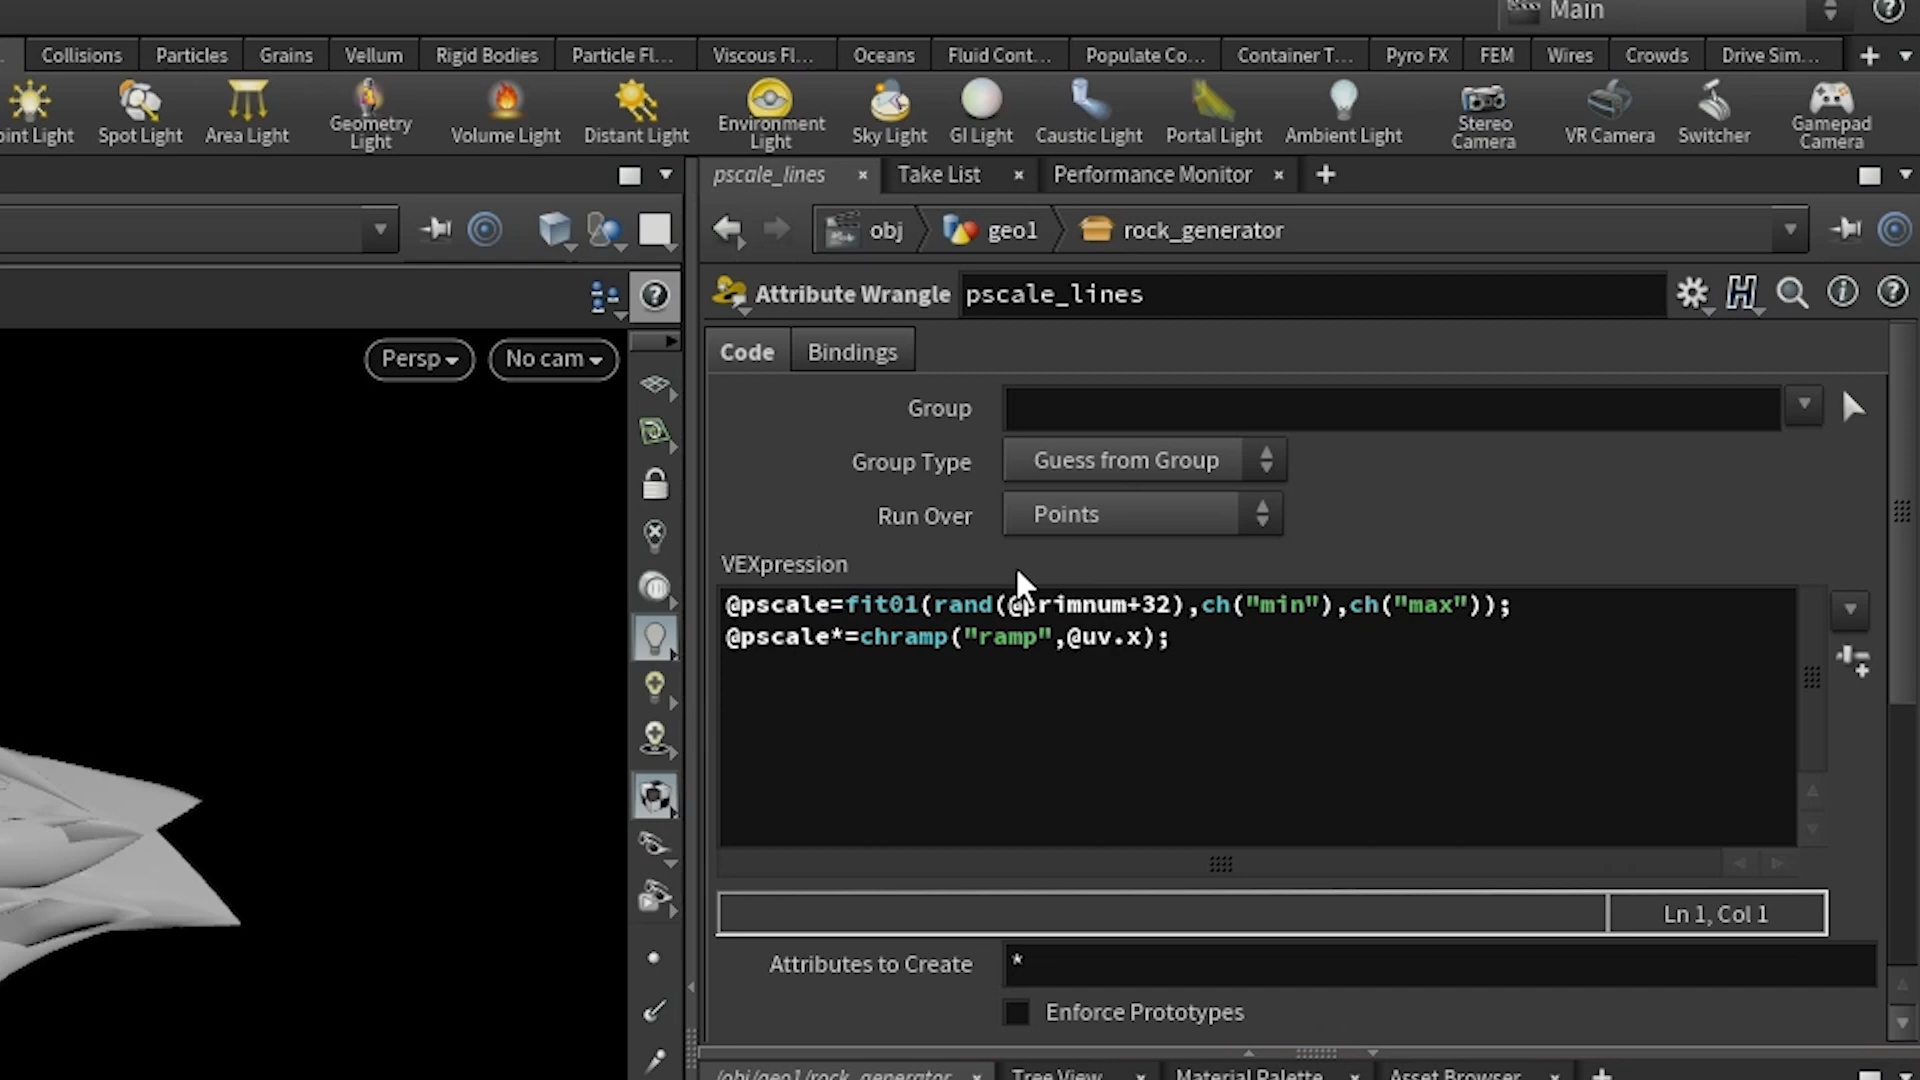 Main
Collisions Particles Grains Vellum Rigid Bodies Particle Fl... Viscous Fl... Oceans Fluid Cont... Populate Co... Container T... Pyro FX FEM Wires Crowds Drive Sim...
oint Light Spot Light Area Light Geometry Light Volume Light Distant Light Environment Light Sky Light GI Light Caustic Light Portal Light Ambient Light Stereo Camera VR Camera Switcher Gamepad Camera
pscale_lines Take List Performance Monitor
obj geo1 rock_generator
Attribute Wrangle pscale_lines
Persp No cam
Code Bindings
Group
Group Type Guess from Group
Run Over Points
VEXpression
@pscale=fit01(rand(@primnum+32),ch("min"),ch("max"));
@pscale*=chramp("ramp",@uv.x);
Ln 1, Col 1
Attributes to Create *
Enforce Prototypes
/obj/geo1/rock_generator Tree View Material Palette Asset Browser